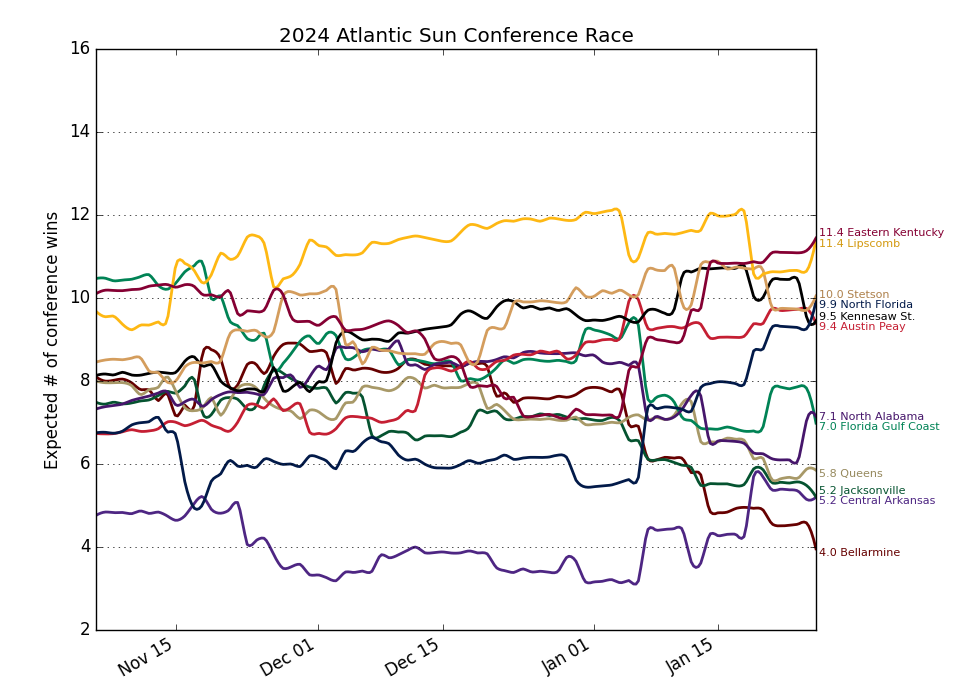 2024 Atlantic Sun Conference Race
Expected # of conference wins
16
14
12
10
8
6
4
2
Nov 15
Dec 01
Dec 15
Jan 01
Jan 15
11.4 Eastern Kentucky
11.4 Lipscomb
10.0 Stetson
9.9 North Florida
9.5 Kennesaw St.
9.4 Austin Peay
7.1 North Alabama
7.0 Florida Gulf Coast
5.8 Queens
5.2 Jacksonville
5.2 Central Arkansas
4.0 Bellarmine